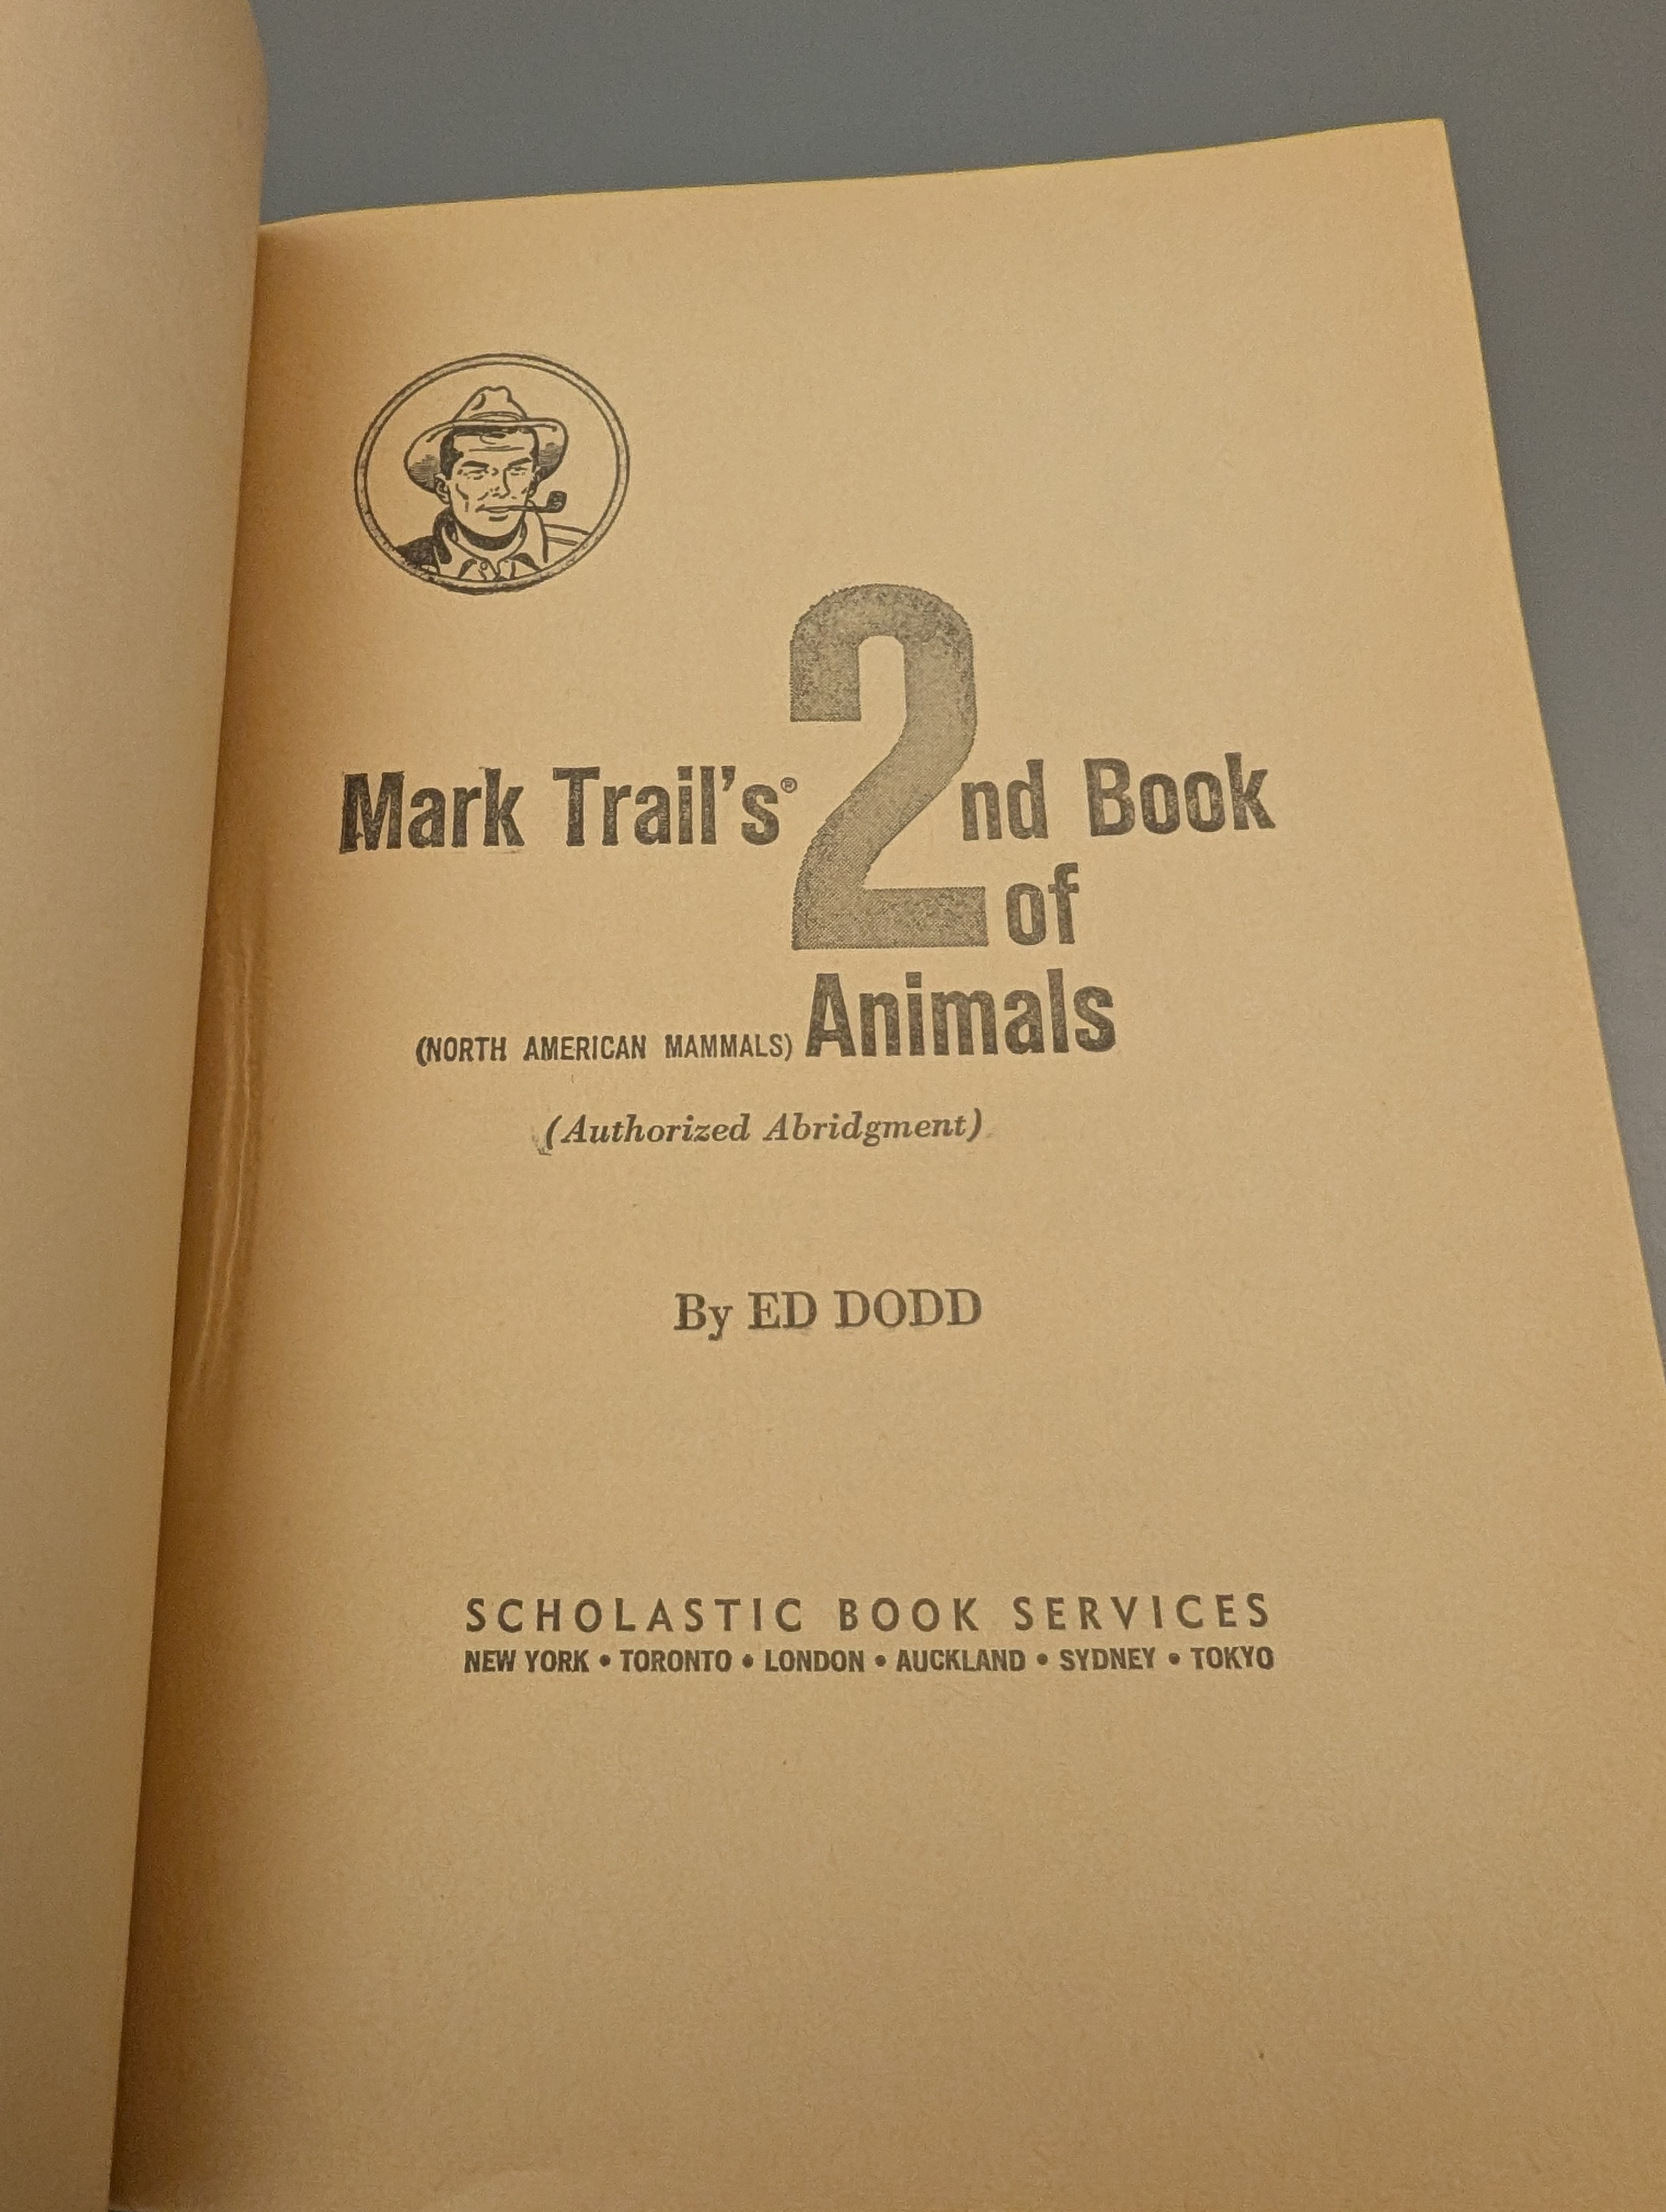 Mark Trail's® 2nd Book
of
(NORTH AMERICAN MAMMALS) Animals
(Authorized Abridgment)
By ED DODD
SCHOLASTIC BOOK SERVICES
NEW YORK • TORONTO • LONDON • AUCKLAND • SYDNEY • TOKYO